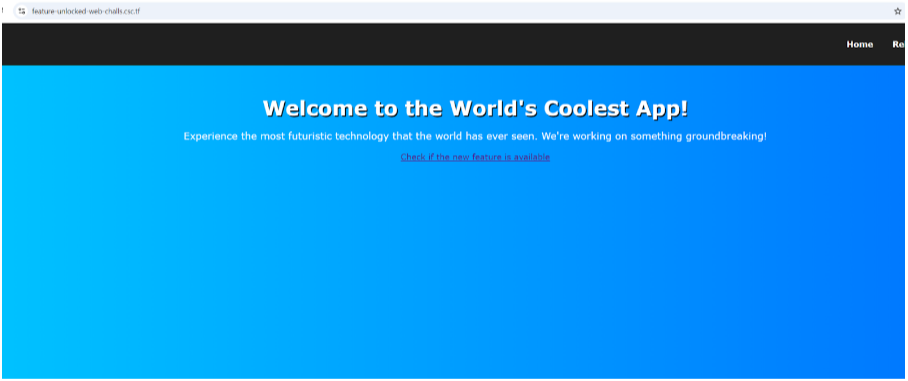 feature-unlocked-web-challs.csc.tf
Home Re
Welcome to the World's Coolest App!
Experience the most futuristic technology that the world has ever seen. We're working on something groundbreaking!
Check if the new feature is available